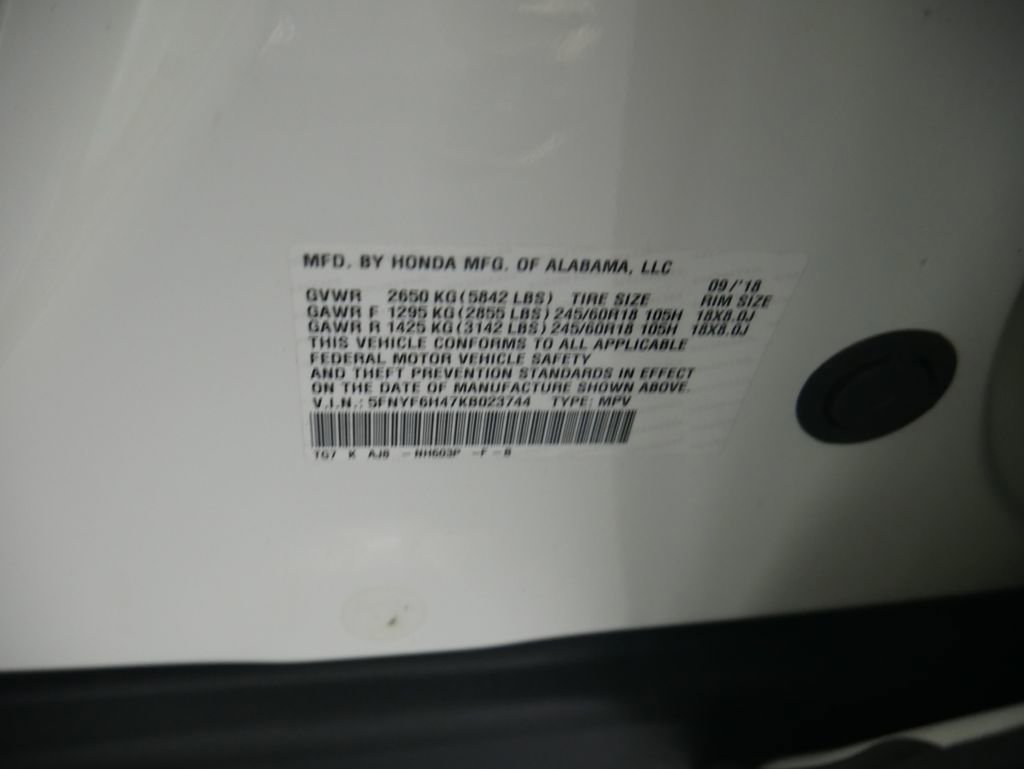 MFD. BY HONDA MFG. OF ALABAMA, LLC
09/'18
GVWR 2650 KG (5842 LBS) TIRE SIZE RIM SIZE
GAWR F 1295 KG (2855 LBS) 245/60R18 105H 18X8.0J
GAWR R 1425 KG (3142 LBS) 245/60R18 105H 18X8.0J
THIS VEHICLE CONFORMS TO ALL APPLICABLE
FEDERAL MOTOR VEHICLE SAFETY
AND THEFT PREVENTION STANDARDS IN EFFECT
ON THE DATE OF MANUFACTURE SHOWN ABOVE.
V.I.N.: 5FNYF6H47KB023744 TYPE: MPV
TG7 K AJ8 - NH603P - F - B